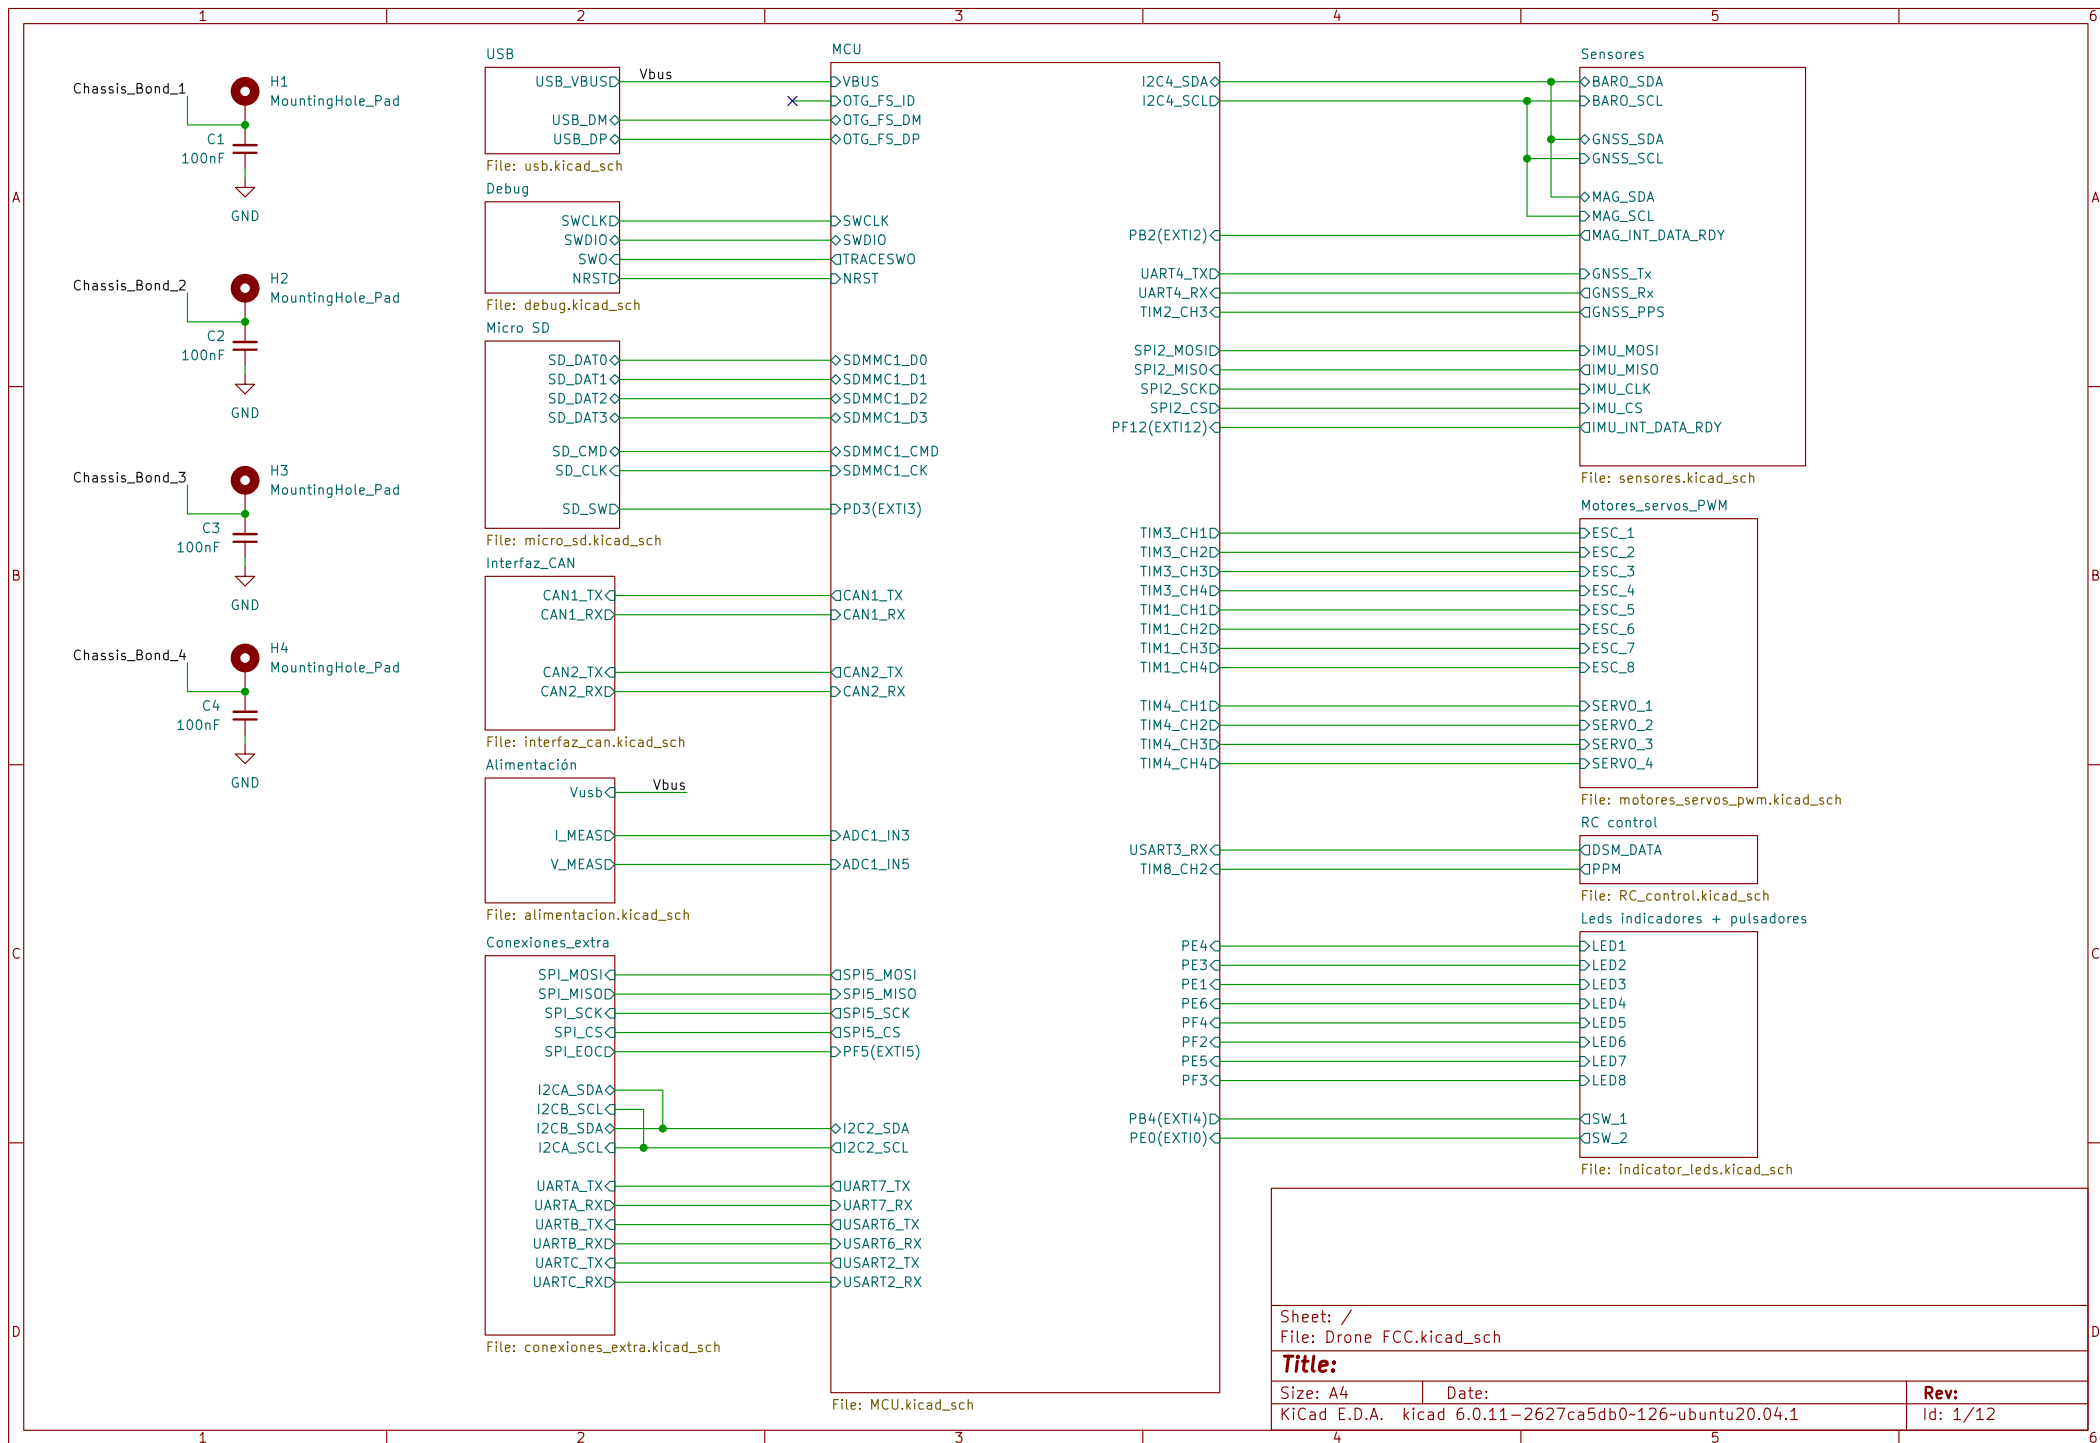 1 2 3 4 5 6
A
B
C
D
A
B
C
D
Chassis_Bond_1
H1
MountingHole_Pad
C1
100nF
GND
Chassis_Bond_2
H2
MountingHole_Pad
C2
100nF
GND
Chassis_Bond_3
H3
MountingHole_Pad
C3
100nF
GND
Chassis_Bond_4
H4
MountingHole_Pad
C4
100nF
GND
USB
USB_VBUS
USB_DM
USB_DP
File: usb.kicad_sch
Vbus
Debug
SWCLK
SWDIO
SWO
NRST
File: debug.kicad_sch
Micro SD
SD_DAT0
SD_DAT1
SD_DAT2
SD_DAT3
SD_CMD
SD_CLK
SD_SW
File: micro_sd.kicad_sch
Interfaz_CAN
CAN1_TX
CAN1_RX
CAN2_TX
CAN2_RX
File: interfaz_can.kicad_sch
Alimentación
Vusb
Vbus
I_MEAS
V_MEAS
File: alimentacion.kicad_sch
Conexiones_extra
SPI_MOSI
SPI_MISO
SPI_SCK
SPI_CS
SPI_EOC
I2CA_SDA
I2CB_SCL
I2CB_SDA
I2CA_SCL
UARTA_TX
UARTA_RX
UARTB_TX
UARTB_RX
UARTC_TX
UARTC_RX
File: conexiones_extra.kicad_sch
MCU
VBUS
OTG_FS_ID
OTG_FS_DM
OTG_FS_DP
SWCLK
SWDIO
TRACESWO
NRST
SDMMC1_D0
SDMMC1_D1
SDMMC1_D2
SDMMC1_D3
SDMMC1_CMD
SDMMC1_CK
PD3(EXTI3)
CAN1_TX
CAN1_RX
CAN2_TX
CAN2_RX
ADC1_IN3
ADC1_IN5
SPI5_MOSI
SPI5_MISO
SPI5_SCK
SPI5_CS
PF5(EXTI5)
I2C2_SDA
I2C2_SCL
UART7_TX
UART7_RX
USART6_TX
USART6_RX
USART2_TX
USART2_RX
I2C4_SDA
I2C4_SCL
PB2(EXTI2)
UART4_TX
UART4_RX
TIM2_CH3
SPI2_MOSI
SPI2_MISO
SPI2_SCK
SPI2_CS
PF12(EXTI12)
TIM3_CH1
TIM3_CH2
TIM3_CH3
TIM3_CH4
TIM1_CH1
TIM1_CH2
TIM1_CH3
TIM1_CH4
TIM4_CH1
TIM4_CH2
TIM4_CH3
TIM4_CH4
USART3_RX
TIM8_CH2
PE4
PE3
PE1
PE6
PF4
PF2
PE5
PF3
PB4(EXTI4)
PE0(EXTI0)
File: MCU.kicad_sch
Sensores
BARO_SDA
BARO_SCL
GNSS_SDA
GNSS_SCL
MAG_SDA
MAG_SCL
MAG_INT_DATA_RDY
GNSS_Tx
GNSS_Rx
GNSS_PPS
IMU_MOSI
IMU_MISO
IMU_CLK
IMU_CS
IMU_INT_DATA_RDY
File: sensores.kicad_sch
Motores_servos_PWM
ESC_1
ESC_2
ESC_3
ESC_4
ESC_5
ESC_6
ESC_7
ESC_8
SERVO_1
SERVO_2
SERVO_3
SERVO_4
File: motores_servos_pwm.kicad_sch
RC control
DSM_DATA
PPM
File: RC_control.kicad_sch
Leds indicadores + pulsadores
LED1
LED2
LED3
LED4
LED5
LED6
LED7
LED8
SW_1
SW_2
File: indicator_leds.kicad_sch
Sheet: /
File: Drone FCC.kicad_sch
Title:
Size: A4 Date: Rev:
KiCad E.D.A. kicad 6.0.11-2627ca5db0~126~ubuntu20.04.1 Id: 1/12
1 2 3 4 5 6